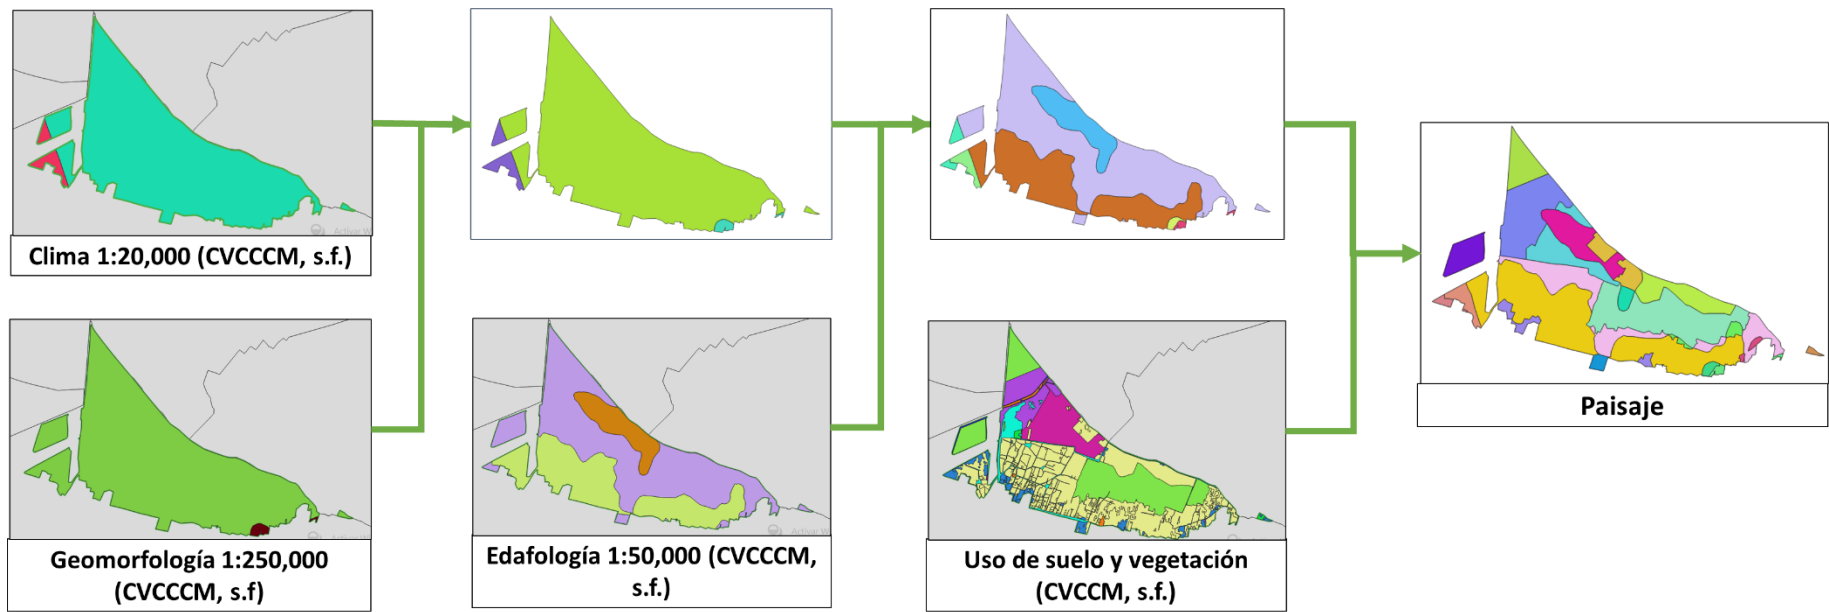 Clima 1:20,000 (CVCCCM, s.f.)
Geomorfología 1:250,000
(CVCCCM, s.f)
Edafología 1:50,000 (CVCCCM,
s.f.)
Uso de suelo y vegetación
(CVCCM, s.f.)
Paisaje